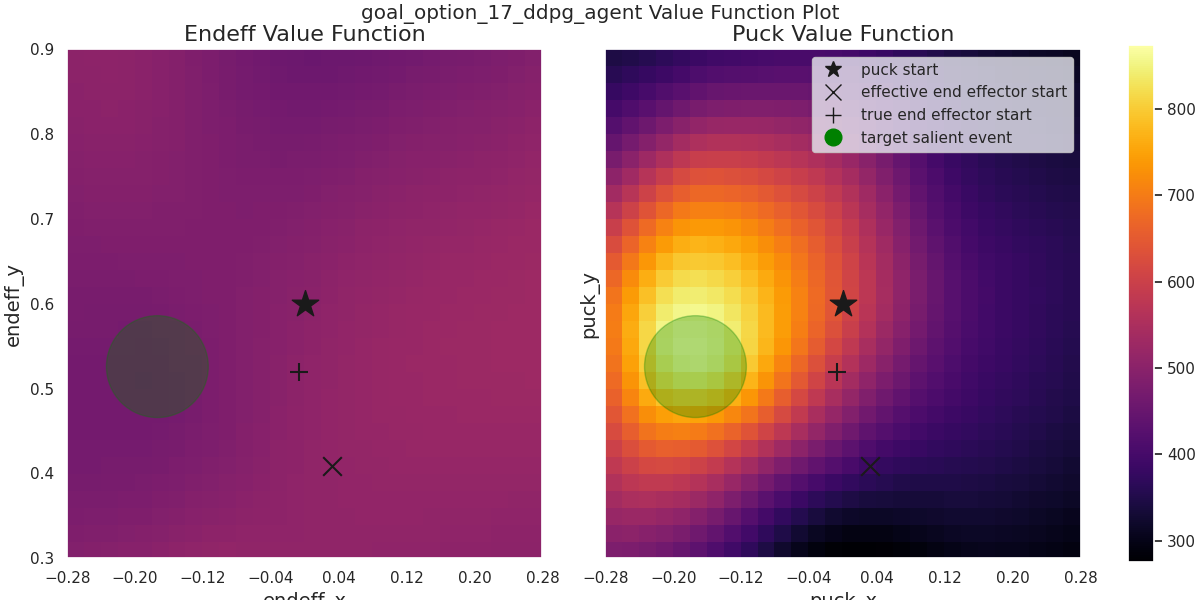 goal_option_17_ddpg_agent Value Function Plot
Endeff Value Function
Puck Value Function
0.9
0.8
0.7
0.6
0.5
0.4
0.3
endeff_y
−0.28
−0.20
−0.12
−0.04
0.04
0.12
0.20
0.28
endeff_x
puck_y
puck start
effective end effector start
true end effector start
target salient event
−0.28
−0.20
−0.12
−0.04
0.04
0.12
0.20
0.28
puck_x
800
700
600
500
400
300